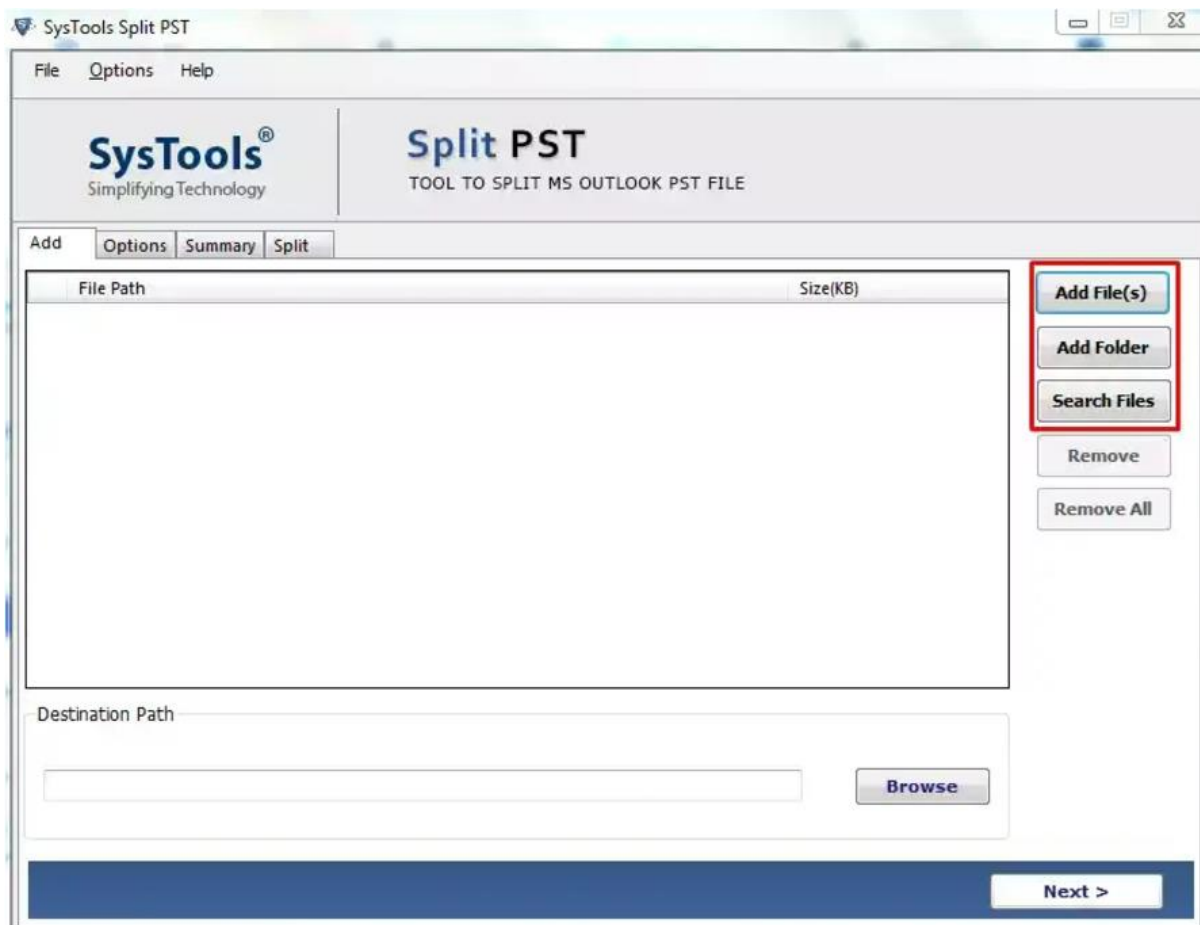 SysTools Split PST
File Options Help
SysTools®
Simplifying Technology
Split PST
TOOL TO SPLIT MS OUTLOOK PST FILE
Add Options Summary Split
File Path Size(KB)
Add File(s)
Add Folder
Search Files
Remove
Remove All
Destination Path
Browse
Next >